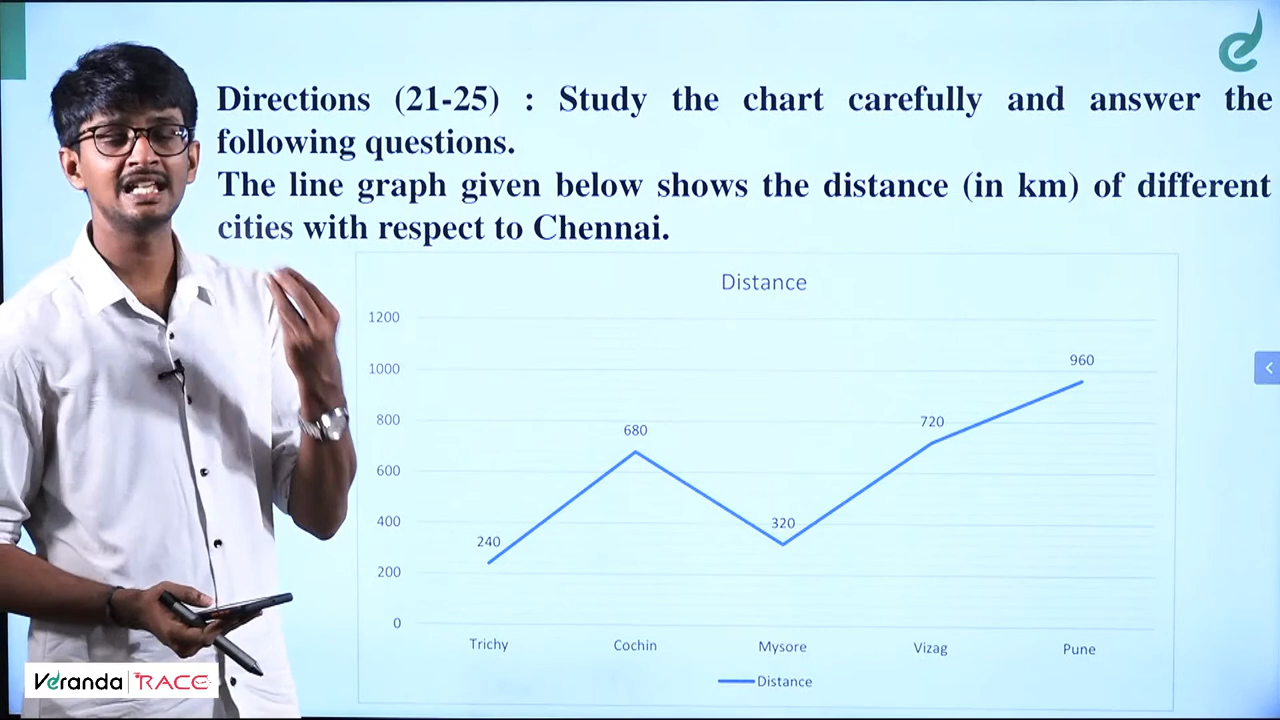 Directions (21-25) : Study the chart carefully and answer the
following questions.
The line graph given below shows the distance (in km) of different
cities with respect to Chennai.
Distance
1200
1000
800
600
400
200
0
240
680
320
720
960
Trichy
Cochin
Mysore
Vizag
Pune
Distance
Veranda RACE